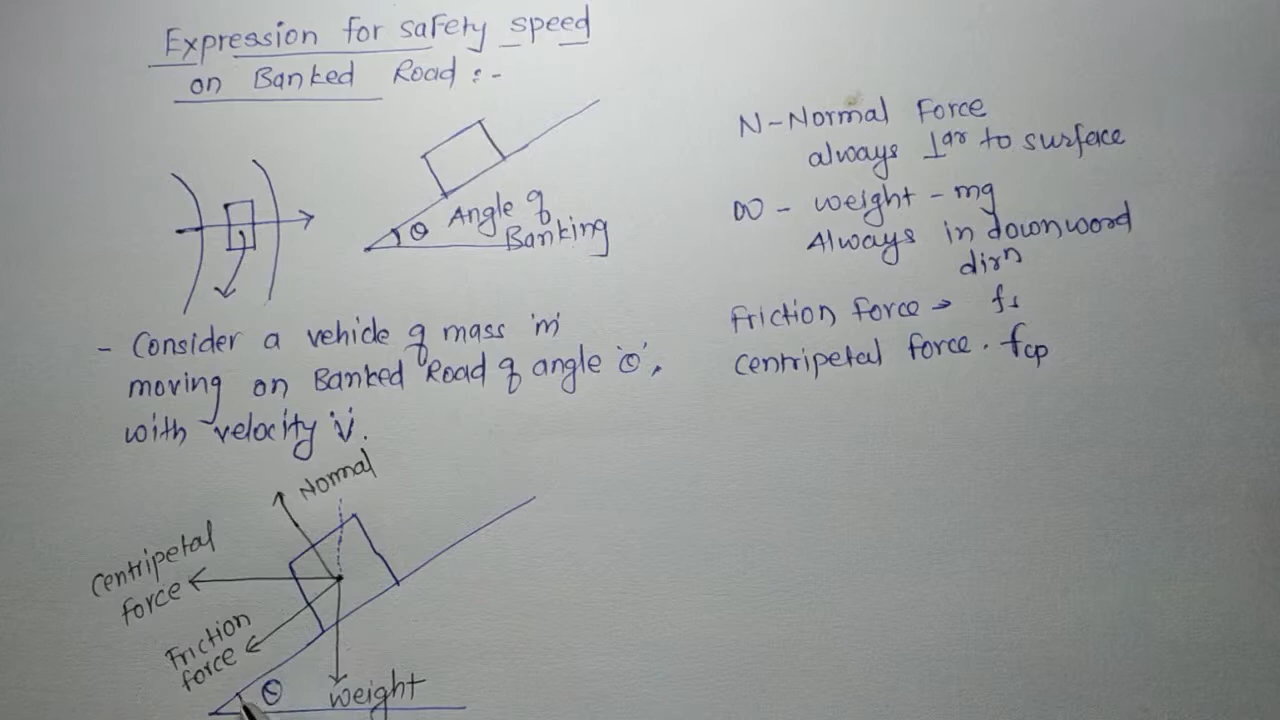 Expression for safety speed
on Banked Road :-
θ Angle of
Banking
- Consider a vehicle of mass 'm'
moving on Banked Road of angle 'θ',
with velocity 'v'.
N - Normal Force
always ⊥ar to surface
W - weight - mg
Always in downword
dirn
friction force → fs
centripetal force . fcp
Normal
Centripetal
force
Friction
force
θ
Weight